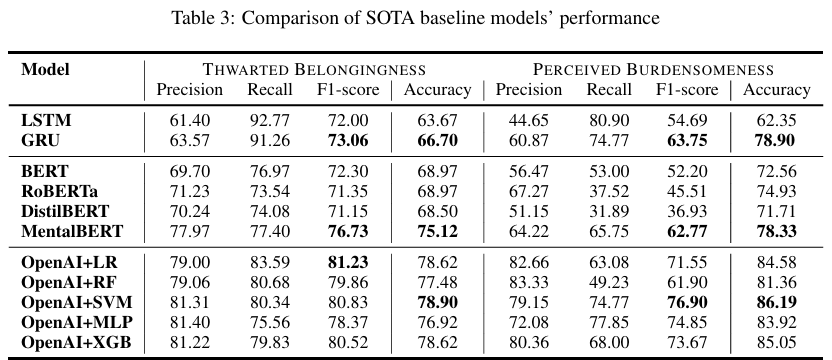 Table 3: Comparison of SOTA baseline models' performance
Model THWARTED BELONGINGNESS PERCEIVED BURDENSOMENESS
Precision Recall F1-score Accuracy Precision Recall F1-score Accuracy
LSTM 61.40 92.77 72.00 63.67 44.65 80.90 54.69 62.35
GRU 63.57 91.26 73.06 66.70 60.87 74.77 63.75 78.90
BERT 69.70 76.97 72.30 68.97 56.47 53.00 52.20 72.56
RoBERTa 71.23 73.54 71.35 68.97 67.27 37.52 45.51 74.93
DistilBERT 70.24 74.08 71.15 68.50 51.15 31.89 36.93 71.71
MentalBERT 77.97 77.40 76.73 75.12 64.22 65.75 62.77 78.33
OpenAI+LR 79.00 83.59 81.23 78.62 82.66 63.08 71.55 84.58
OpenAI+RF 79.06 80.68 79.86 77.48 83.33 49.23 61.90 81.36
OpenAI+SVM 81.31 80.34 80.83 78.90 79.15 74.77 76.90 86.19
OpenAI+MLP 81.40 75.56 78.37 76.92 72.08 77.85 74.85 83.92
OpenAI+XGB 81.22 79.83 80.52 78.62 80.36 68.00 73.67 85.05